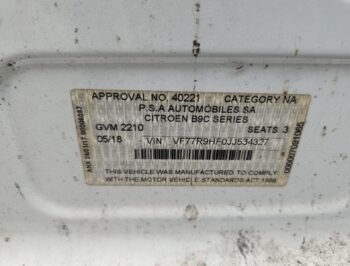 APPROVAL NO. 40221 CATEGORY NA
P.S.A AUTOMOBILES SA
CITROEN B9C SERIES
GVM 2210 SEATS 3
05/18 VIN VF77R9HF0JJ534327
THIS VEHICLE WAS MANUFACTURED TO COMPLY
WITH THE MOTOR VEHICLE STANDARDS ACT 1989